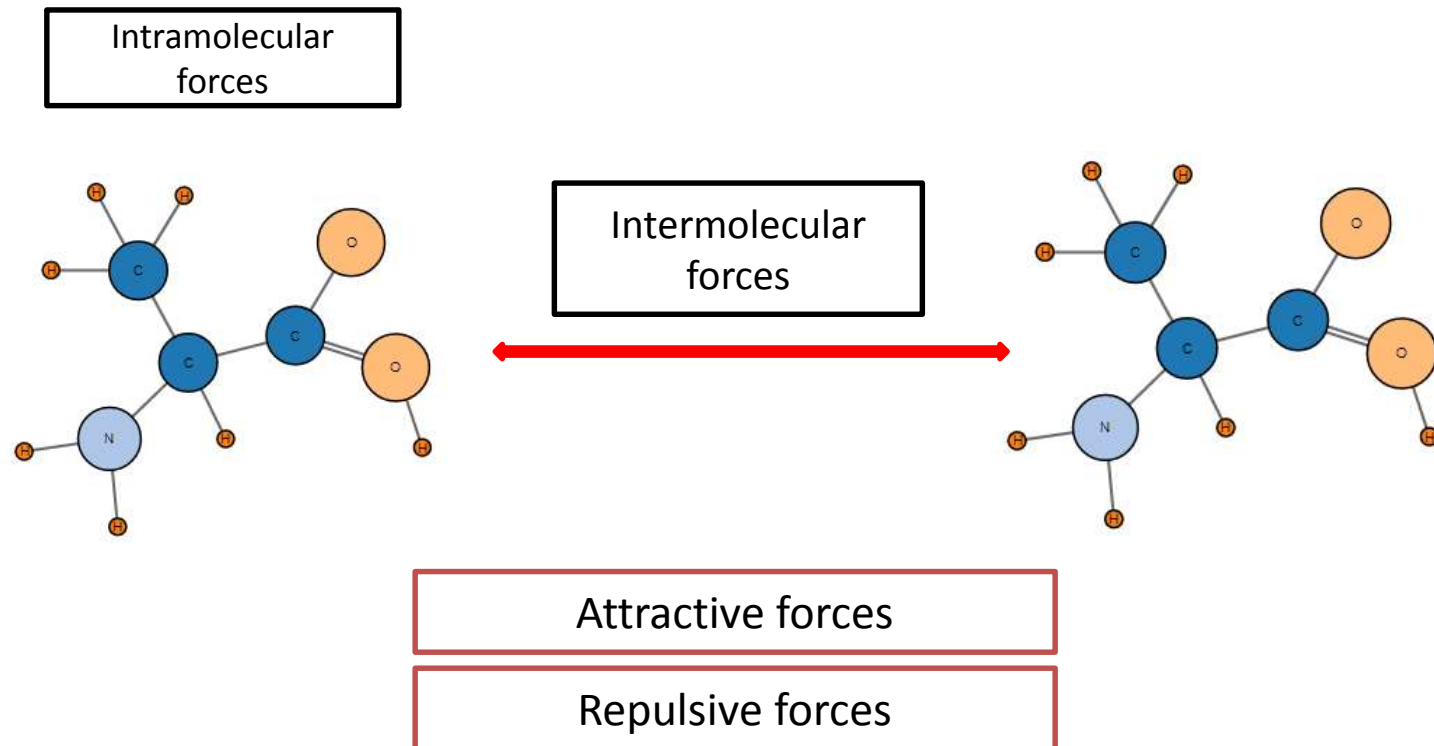 Intramolecular
forces
Intermolecular
forces
H
H
H
C
O
C
O
C
N
H
H
H
H
H
H
H
C
O
C
O
C
N
H
H
H
H
Attractive forces
Repulsive forces